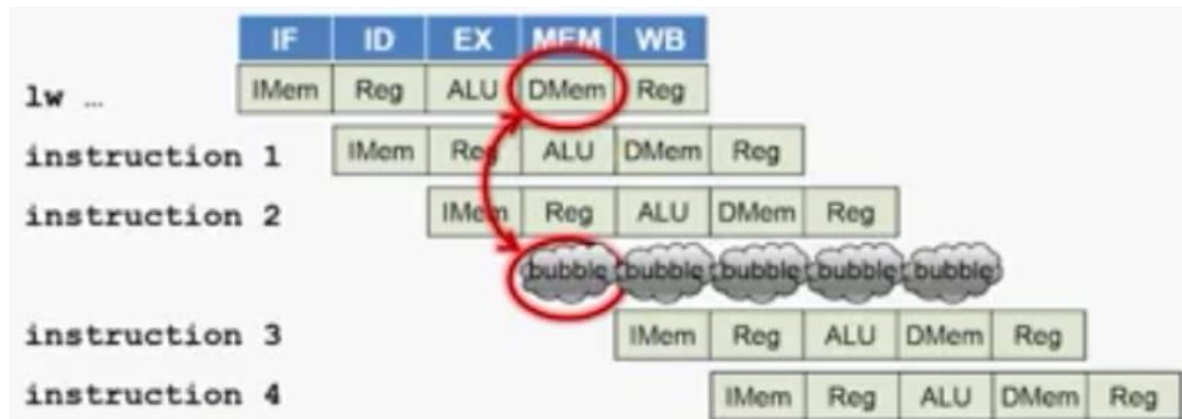 IF ID EX MEM WB
lw … IMem Reg ALU DMem Reg
instruction 1 IMem Reg ALU DMem Reg
instruction 2 IMem Reg ALU DMem Reg
bubble bubble bubble bubble bubble
instruction 3 IMem Reg ALU DMem Reg
instruction 4 IMem Reg ALU DMem Reg